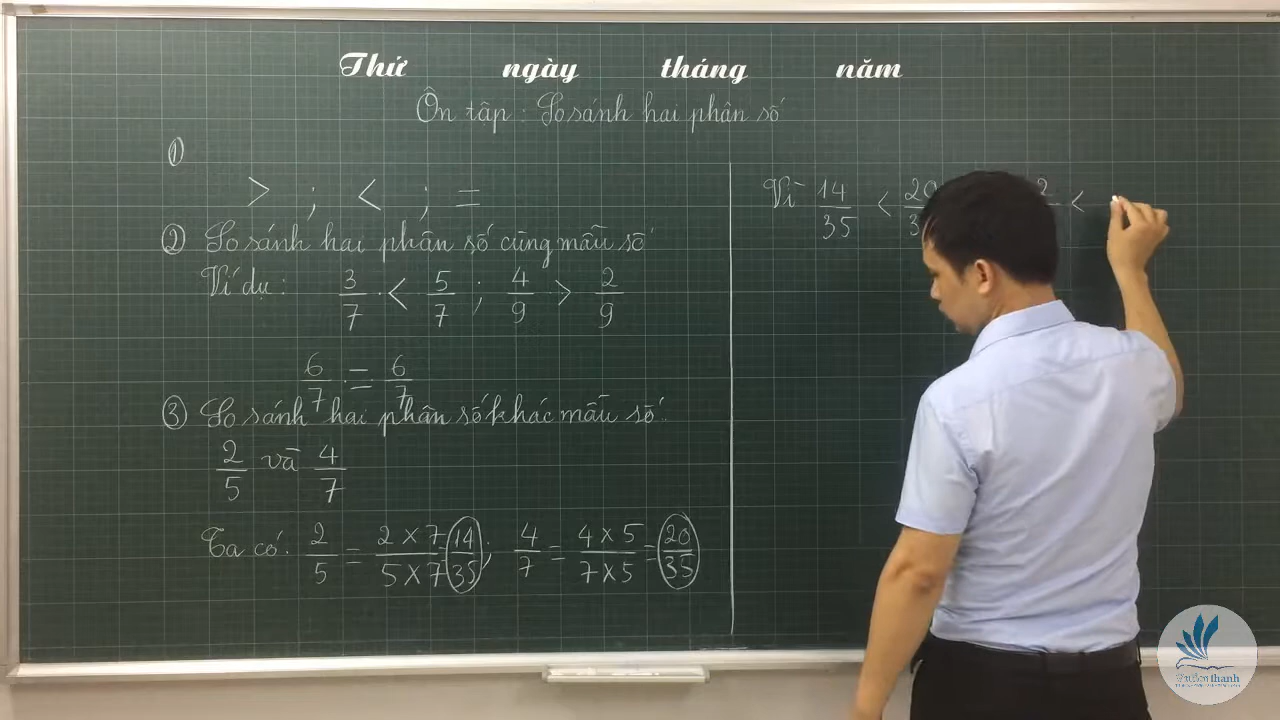 Thứ ngày tháng năm
Ôn tập : So sánh hai phân số
①
> ; < ; =
② So sánh hai phân số cùng mẫu số
Ví dụ : 3/7 < 5/7 ; 4/9 > 2/9
6/7 = 6/7
③ So sánh hai phân số khác mẫu số :
2/5 và 4/7
Ta có : 2/5 = 2 × 7/5 × 7 = 14/35 ; 4/7 = 4 × 5/7 × 5 = 20/35
Vì 14/35 < 20/3
2 <